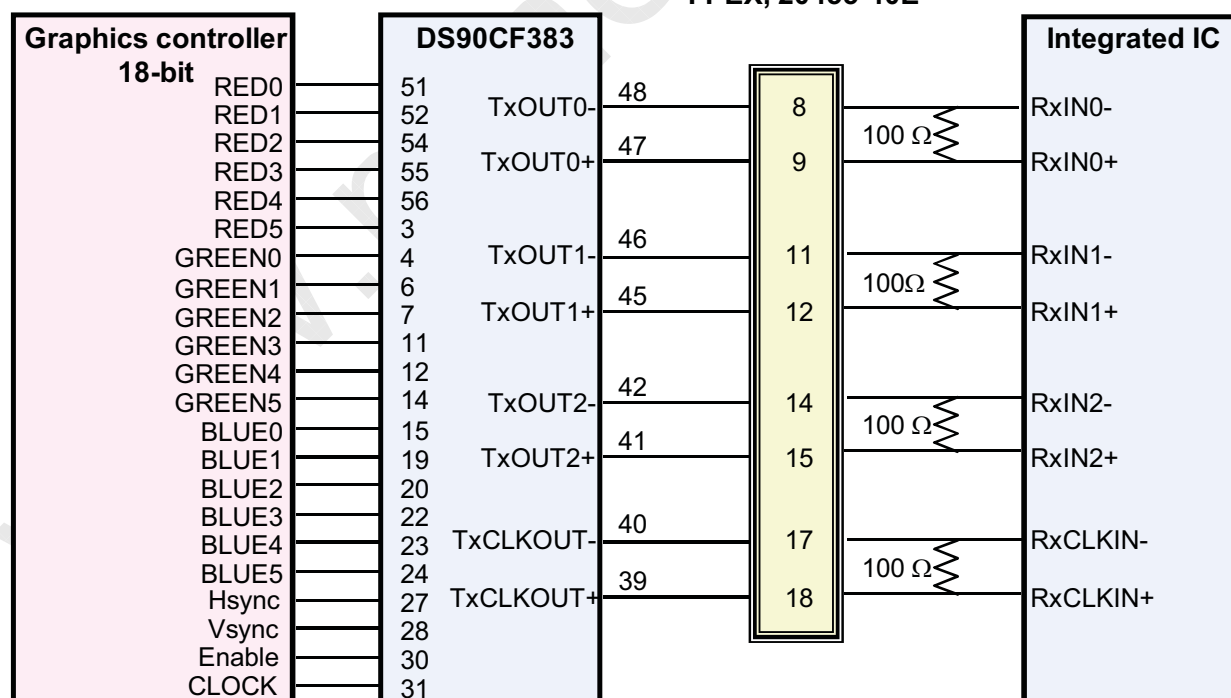 Graphics controller
18-bit
DS90CF383
Integrated IC
RED0 51
RED1 52
RED2 54
RED3 55
RED4 56
RED5 3
GREEN0 4
GREEN1 6
GREEN2 7
GREEN3 11
GREEN4 12
GREEN5 14
BLUE0 15
BLUE1 19
BLUE2 20
BLUE3 22
BLUE4 23
BLUE5 24
Hsync 27
Vsync 28
Enable 30
CLOCK 31
TxOUT0- 48 8 RxIN0-
100 Ω
TxOUT0+ 47 9 RxIN0+
TxOUT1- 46 11 RxIN1-
100Ω
TxOUT1+ 45 12 RxIN1+
TxOUT2- 42 14 RxIN2-
100 Ω
TxOUT2+ 41 15 RxIN2+
TxCLKOUT- 40 17 RxCLKIN-
100 Ω
TxCLKOUT+ 39 18 RxCLKIN+